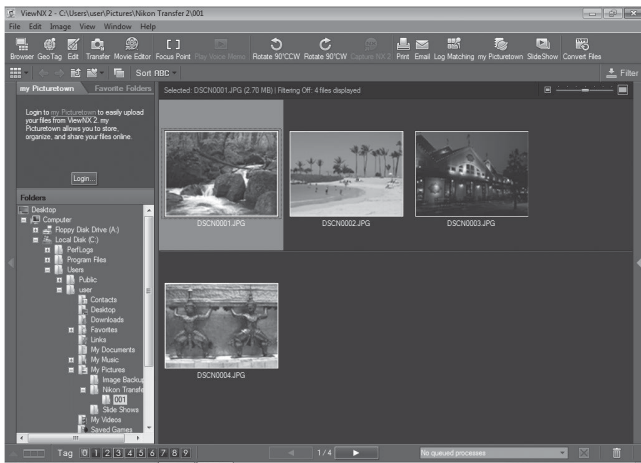 ViewNX 2 - C:\Users\user\Pictures\Nikon Transfer 2\001
File Edit Image View Window Help
Browser GeoTag Edit Transfer Movie Editor Focus Point Play Voice Memo Rotate 90°CCW Rotate 90°CW Capture NX 2 Print Email Log Matching my Picturetown SlideShow Convert Files
Sort ABC Filter
my Picturetown Favorite Folders
Selected: DSCN0001.JPG (2.70 MB) | Filtering Off: 4 files displayed
Login to my Picturetown to easily upload
your files from ViewNX 2. my
Picturetown allows you to store,
organize, and share your files online.
Login...
Folders
Desktop
Computer
Floppy Disk Drive (A:)
Local Disk (C:)
PerfLogs
Program Files
Users
Public
user
Contacts
Desktop
Downloads
Favorites
Links
My Documents
My Music
My Pictures
Image Backup
Nikon Transfe
001
Slide Shows
My Videos
Saved Games
DSCN0001.JPG DSCN0002.JPG DSCN0003.JPG
DSCN0004.JPG
Tag 0 1 2 3 4 5 6 7 8 9
1/4
No queued processes